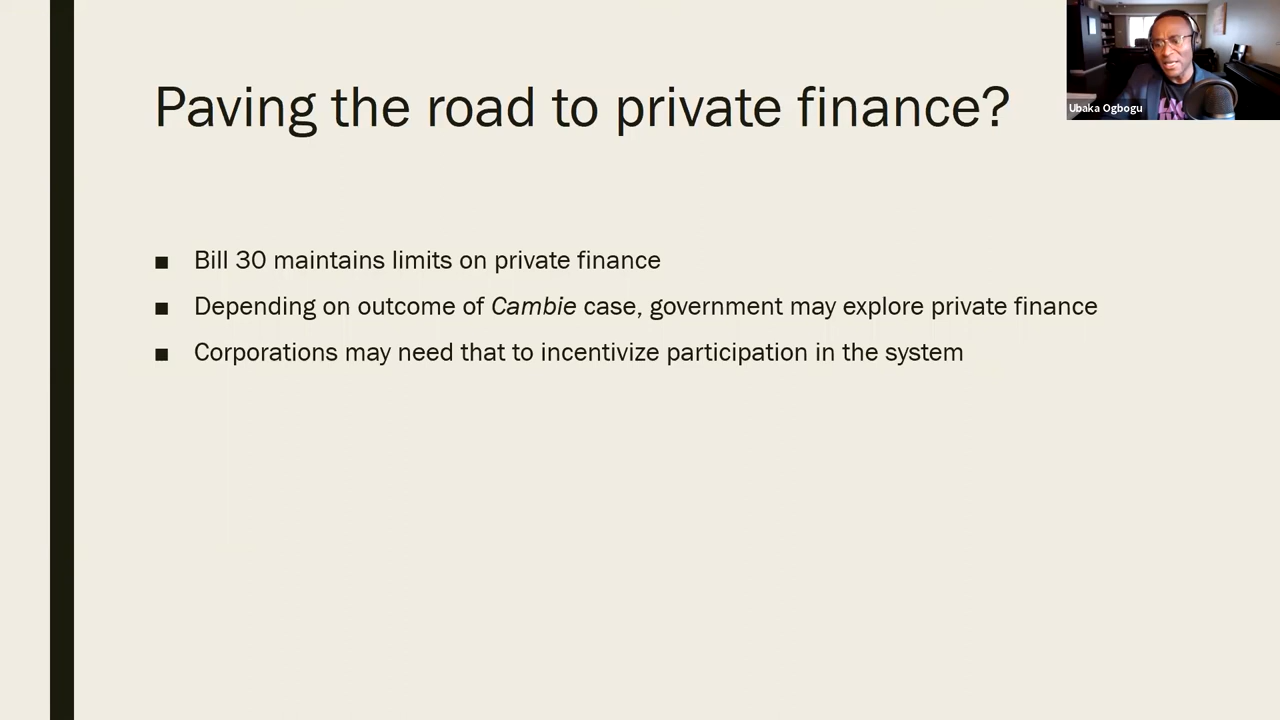 Paving the road to private finance?
Ubaka Ogbogu
■ Bill 30 maintains limits on private finance
■ Depending on outcome of Cambie case, government may explore private finance
■ Corporations may need that to incentivize participation in the system